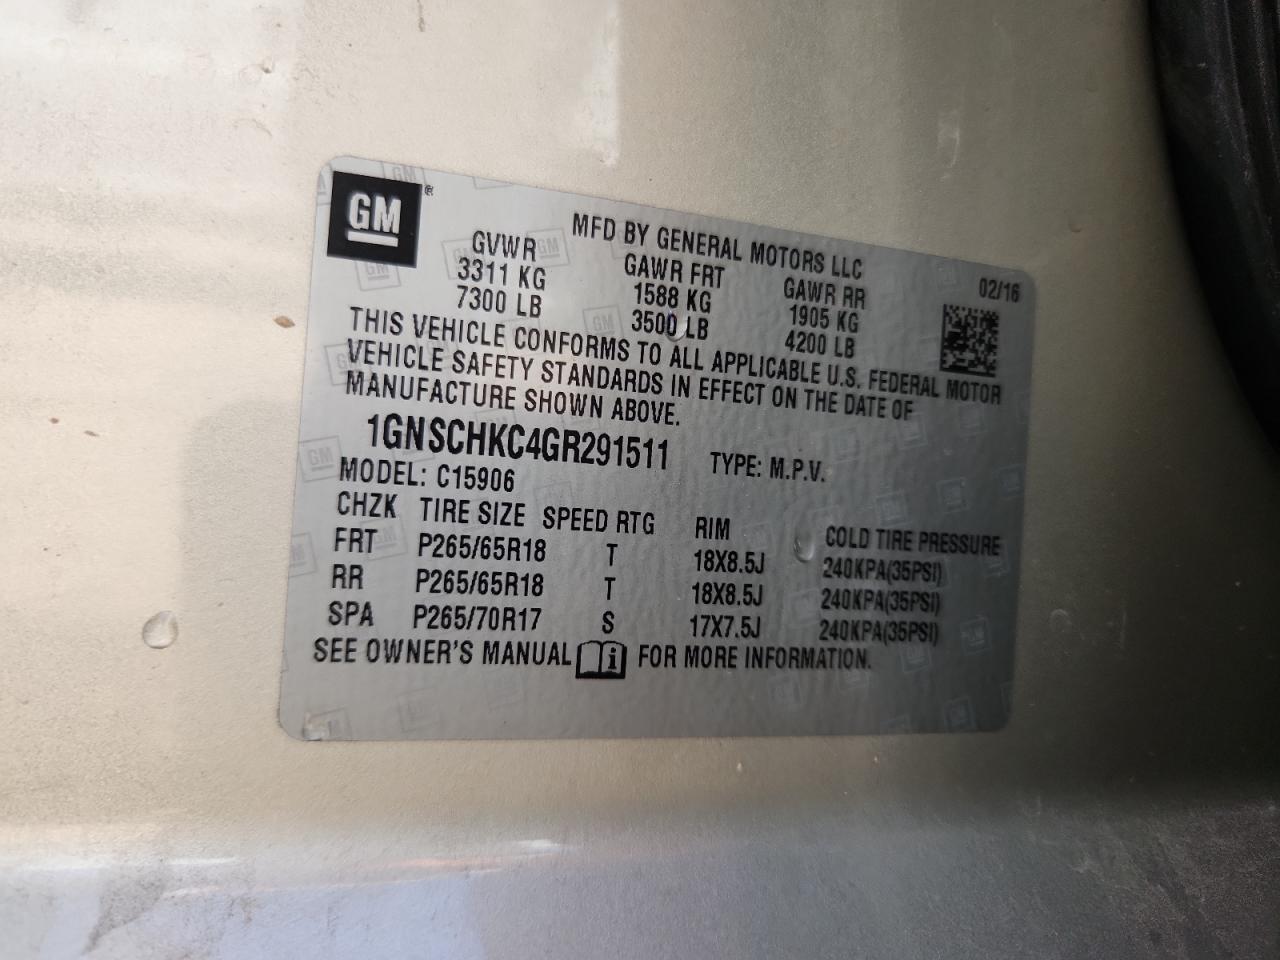 GM®
MFD BY GENERAL MOTORS LLC
02/16
GVWR GAWR FRT GAWR RR
3311 KG 1588 KG 1905 KG
7300 LB 3500 LB 4200 LB
THIS VEHICLE CONFORMS TO ALL APPLICABLE U.S. FEDERAL MOTOR
VEHICLE SAFETY STANDARDS IN EFFECT ON THE DATE OF
MANUFACTURE SHOWN ABOVE.
1GNSCHKC4GR291511 TYPE: M.P.V.
MODEL: C15906
CHZK TIRE SIZE SPEED RTG RIM COLD TIRE PRESSURE
FRT P265/65R18 T 18X8.5J 240KPA(35PSI)
RR P265/65R18 T 18X8.5J 240KPA(35PSI)
SPA P265/70R17 S 17X7.5J 240KPA(35PSI)
SEE OWNER'S MANUAL i FOR MORE INFORMATION.